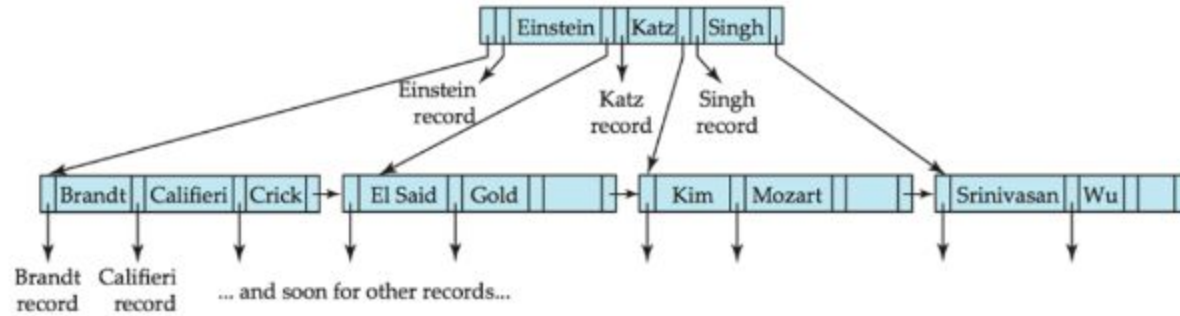 Einstein Katz Singh
Einstein
record
Katz
record
Singh
record
Brandt Califieri Crick El Said Gold Kim Mozart Srinivasan Wu
Brandt
record
Califieri
record
... and soon for other records...